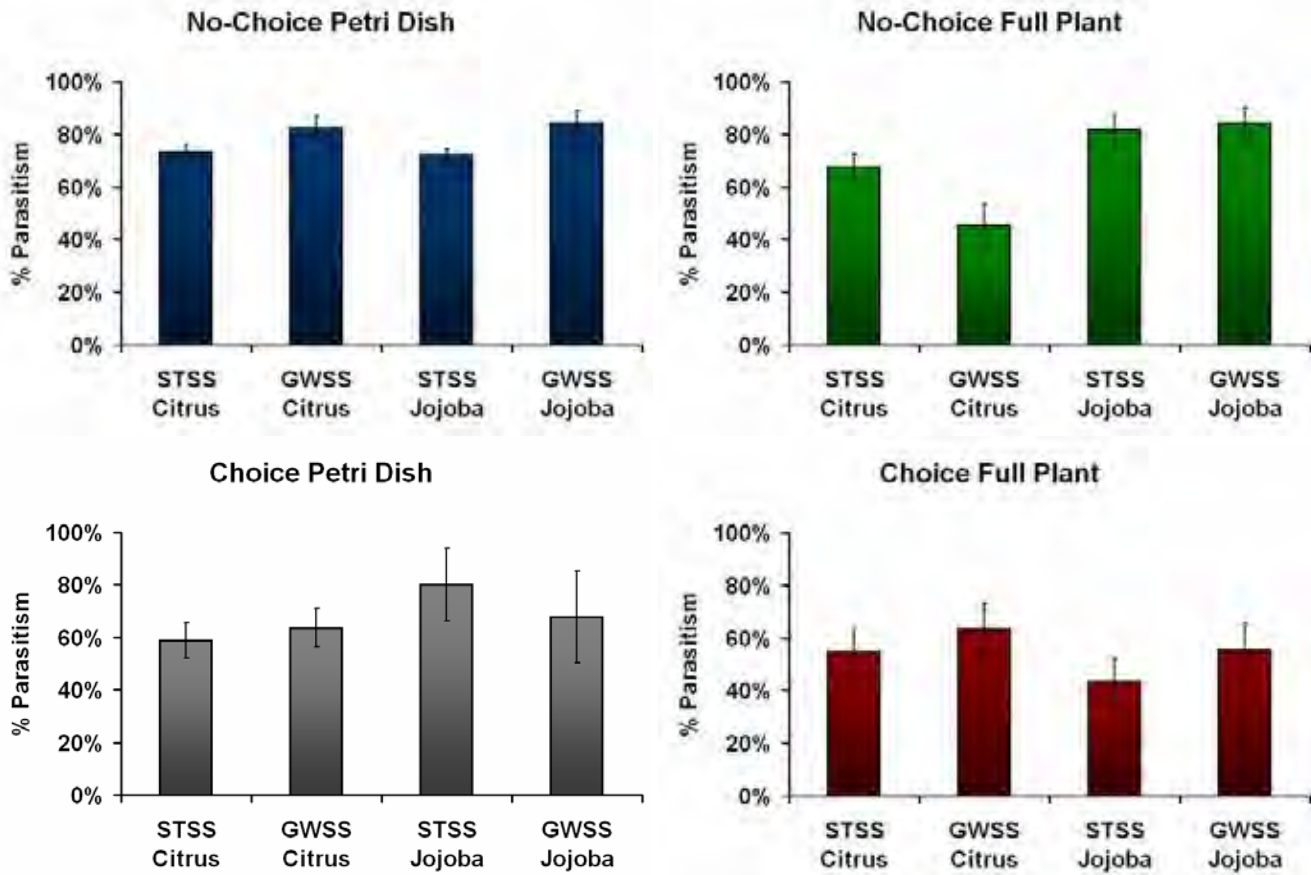 No-Choice Petri Dish
% Parasitism
100%
80%
60%
40%
20%
0%
STSS GWSS STSS GWSS
Citrus Citrus Jojoba Jojoba
No-Choice Full Plant
% Parasitism
100%
80%
60%
40%
20%
0%
STSS GWSS STSS GWSS
Citrus Citrus Jojoba Jojoba
Choice Petri Dish
% Parasitism
100%
80%
60%
40%
20%
0%
STSS GWSS STSS GWSS
Citrus Citrus Jojoba Jojoba
Choice Full Plant
% Parasitism
100%
80%
60%
40%
20%
0%
STSS GWSS STSS GWSS
Citrus Citrus Jojoba Jojoba